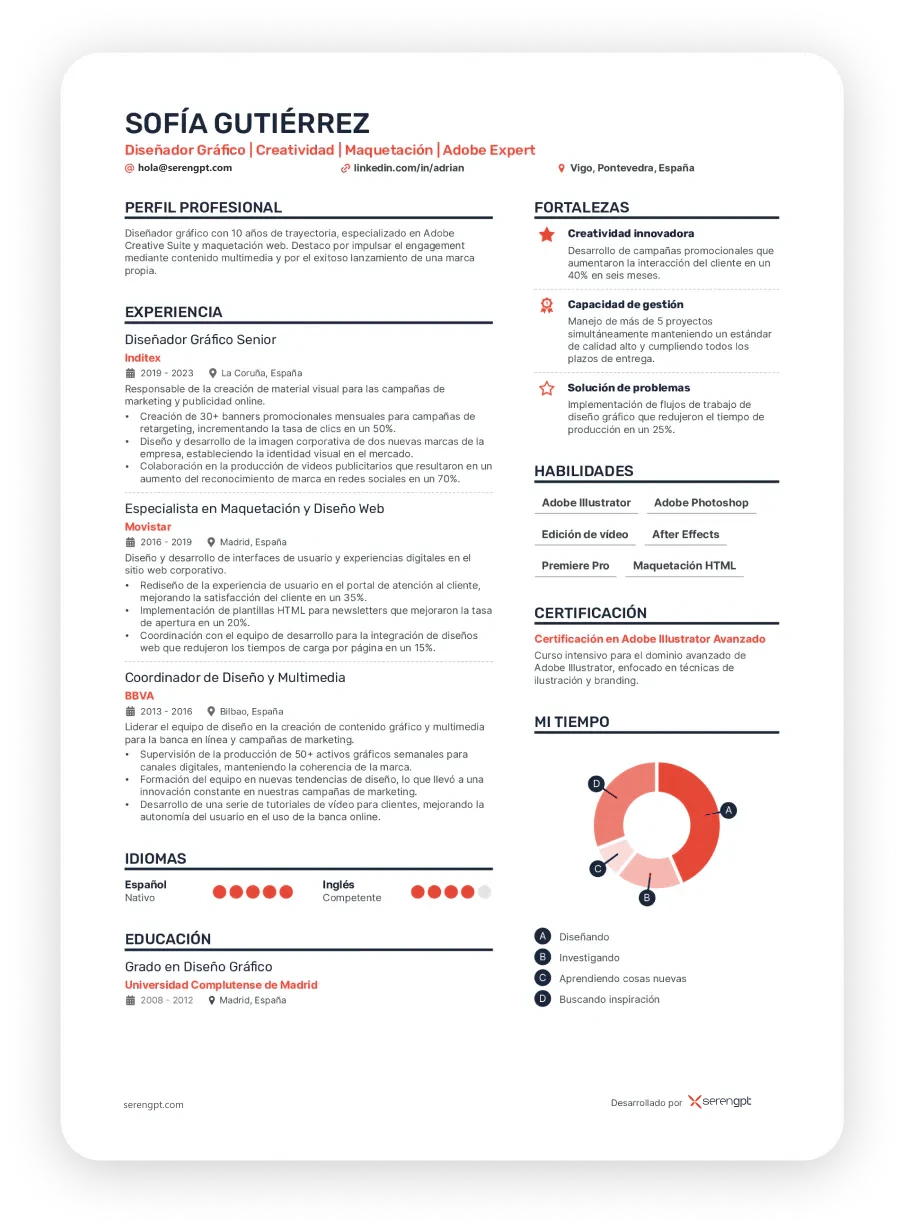 SOFÍA GUTIÉRREZ
Diseñador Gráfico | Creatividad | Maquetación | Adobe Expert
@ hola@serengpt.com
linkedin.com/in/adrian
Vigo, Pontevedra, España
PERFIL PROFESIONAL
Diseñador gráfico con 10 años de trayectoria, especializado en Adobe
Creative Suite y maquetación web. Destaco por impulsar el engagement
mediante contenido multimedia y por el exitoso lanzamiento de una marca
propia.
EXPERIENCIA
Diseñador Gráfico Senior
Inditex
2019 - 2023 La Coruña, España
Responsable de la creación de material visual para las campañas de
marketing y publicidad online.
• Creación de 30+ banners promocionales mensuales para campañas de
retargeting, incrementando la tasa de clics en un 50%.
• Diseño y desarrollo de la imagen corporativa de dos nuevas marcas de la
empresa, estableciendo la identidad visual en el mercado.
• Colaboración en la producción de videos publicitarios que resultaron en un
aumento del reconocimiento de marca en redes sociales en un 70%.
Especialista en Maquetación y Diseño Web
Movistar
2016 - 2019 Madrid, España
Diseño y desarrollo de interfaces de usuario y experiencias digitales en el
sitio web corporativo.
• Rediseño de la experiencia de usuario en el portal de atención al cliente,
mejorando la satisfacción del cliente en un 35%.
• Implementación de plantillas HTML para newsletters que mejoraron la tasa
de apertura en un 20%.
• Coordinación con el equipo de desarrollo para la integración de diseños
web que redujeron los tiempos de carga por página en un 15%.
Coordinador de Diseño y Multimedia
BBVA
2013 - 2016 Bilbao, España
Liderar el equipo de diseño en la creación de contenido gráfico y multimedia
para la banca en línea y campañas de marketing.
• Supervisión de la producción de 50+ activos gráficos semanales para
canales digitales, manteniendo la coherencia de la marca.
• Formación del equipo en nuevas tendencias de diseño, lo que llevó a una
innovación constante en nuestras campañas de marketing.
• Desarrollo de una serie de tutoriales de vídeo para clientes, mejorando la
autonomía del usuario en el uso de la banca online.
IDIOMAS
Español
Nativo
Inglés
Competente
EDUCACIÓN
Grado en Diseño Gráfico
Universidad Complutense de Madrid
2008 - 2012 Madrid, España
FORTALEZAS
Creatividad innovadora
Desarrollo de campañas promocionales que
aumentaron la interacción del cliente en un
40% en seis meses.
Capacidad de gestión
Manejo de más de 5 proyectos
simultáneamente manteniendo un estándar
de calidad alto y cumpliendo todos los
plazos de entrega.
Solución de problemas
Implementación de flujos de trabajo de
diseño gráfico que redujeron el tiempo de
producción en un 25%.
HABILIDADES
Adobe Illustrator Adobe Photoshop
Edición de vídeo After Effects
Premiere Pro Maquetación HTML
CERTIFICACIÓN
Certificación en Adobe Illustrator Avanzado
Curso intensivo para el dominio avanzado de
Adobe Illustrator, enfocado en técnicas de
ilustración y branding.
MI TIEMPO
D
A
C
B
A Diseñando
B Investigando
C Aprendiendo cosas nuevas
D Buscando inspiración
serengpt.com
Desarrollado por serengpt